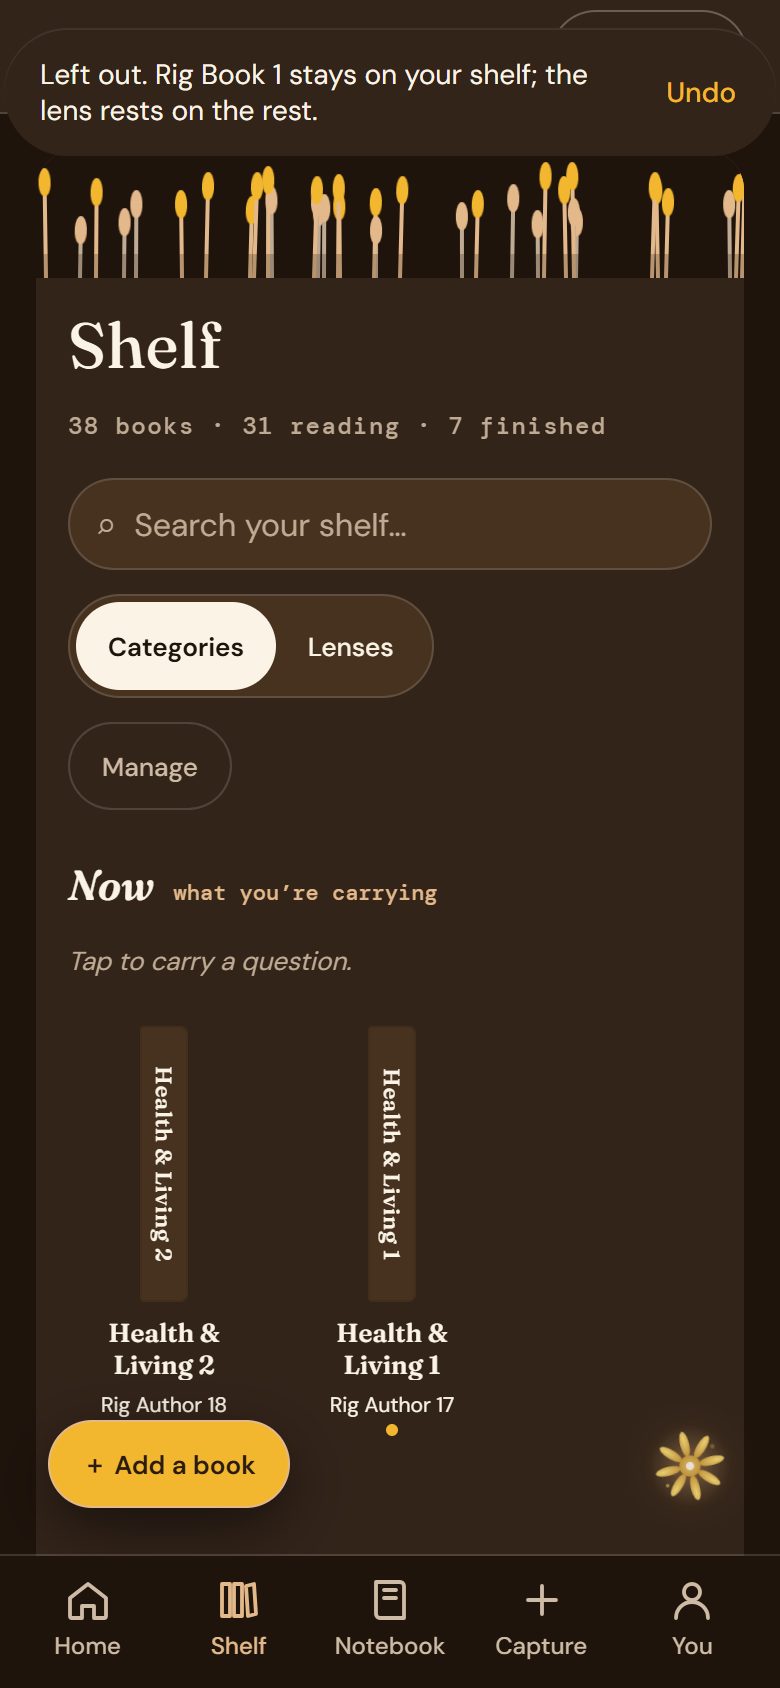 Left out. Rig Book 1 stays on your shelf; the
lens rests on the rest.
Undo
Shelf
38 books · 31 reading · 7 finished
Search your shelf...
Categories
Lenses
Manage
Now what you’re carrying
Tap to carry a question.
Health & Living 2
Health & Living 1
Health &
Living 2
Rig Author 18
Health &
Living 1
Rig Author 17
+ Add a book
Home
Shelf
Notebook
Capture
You